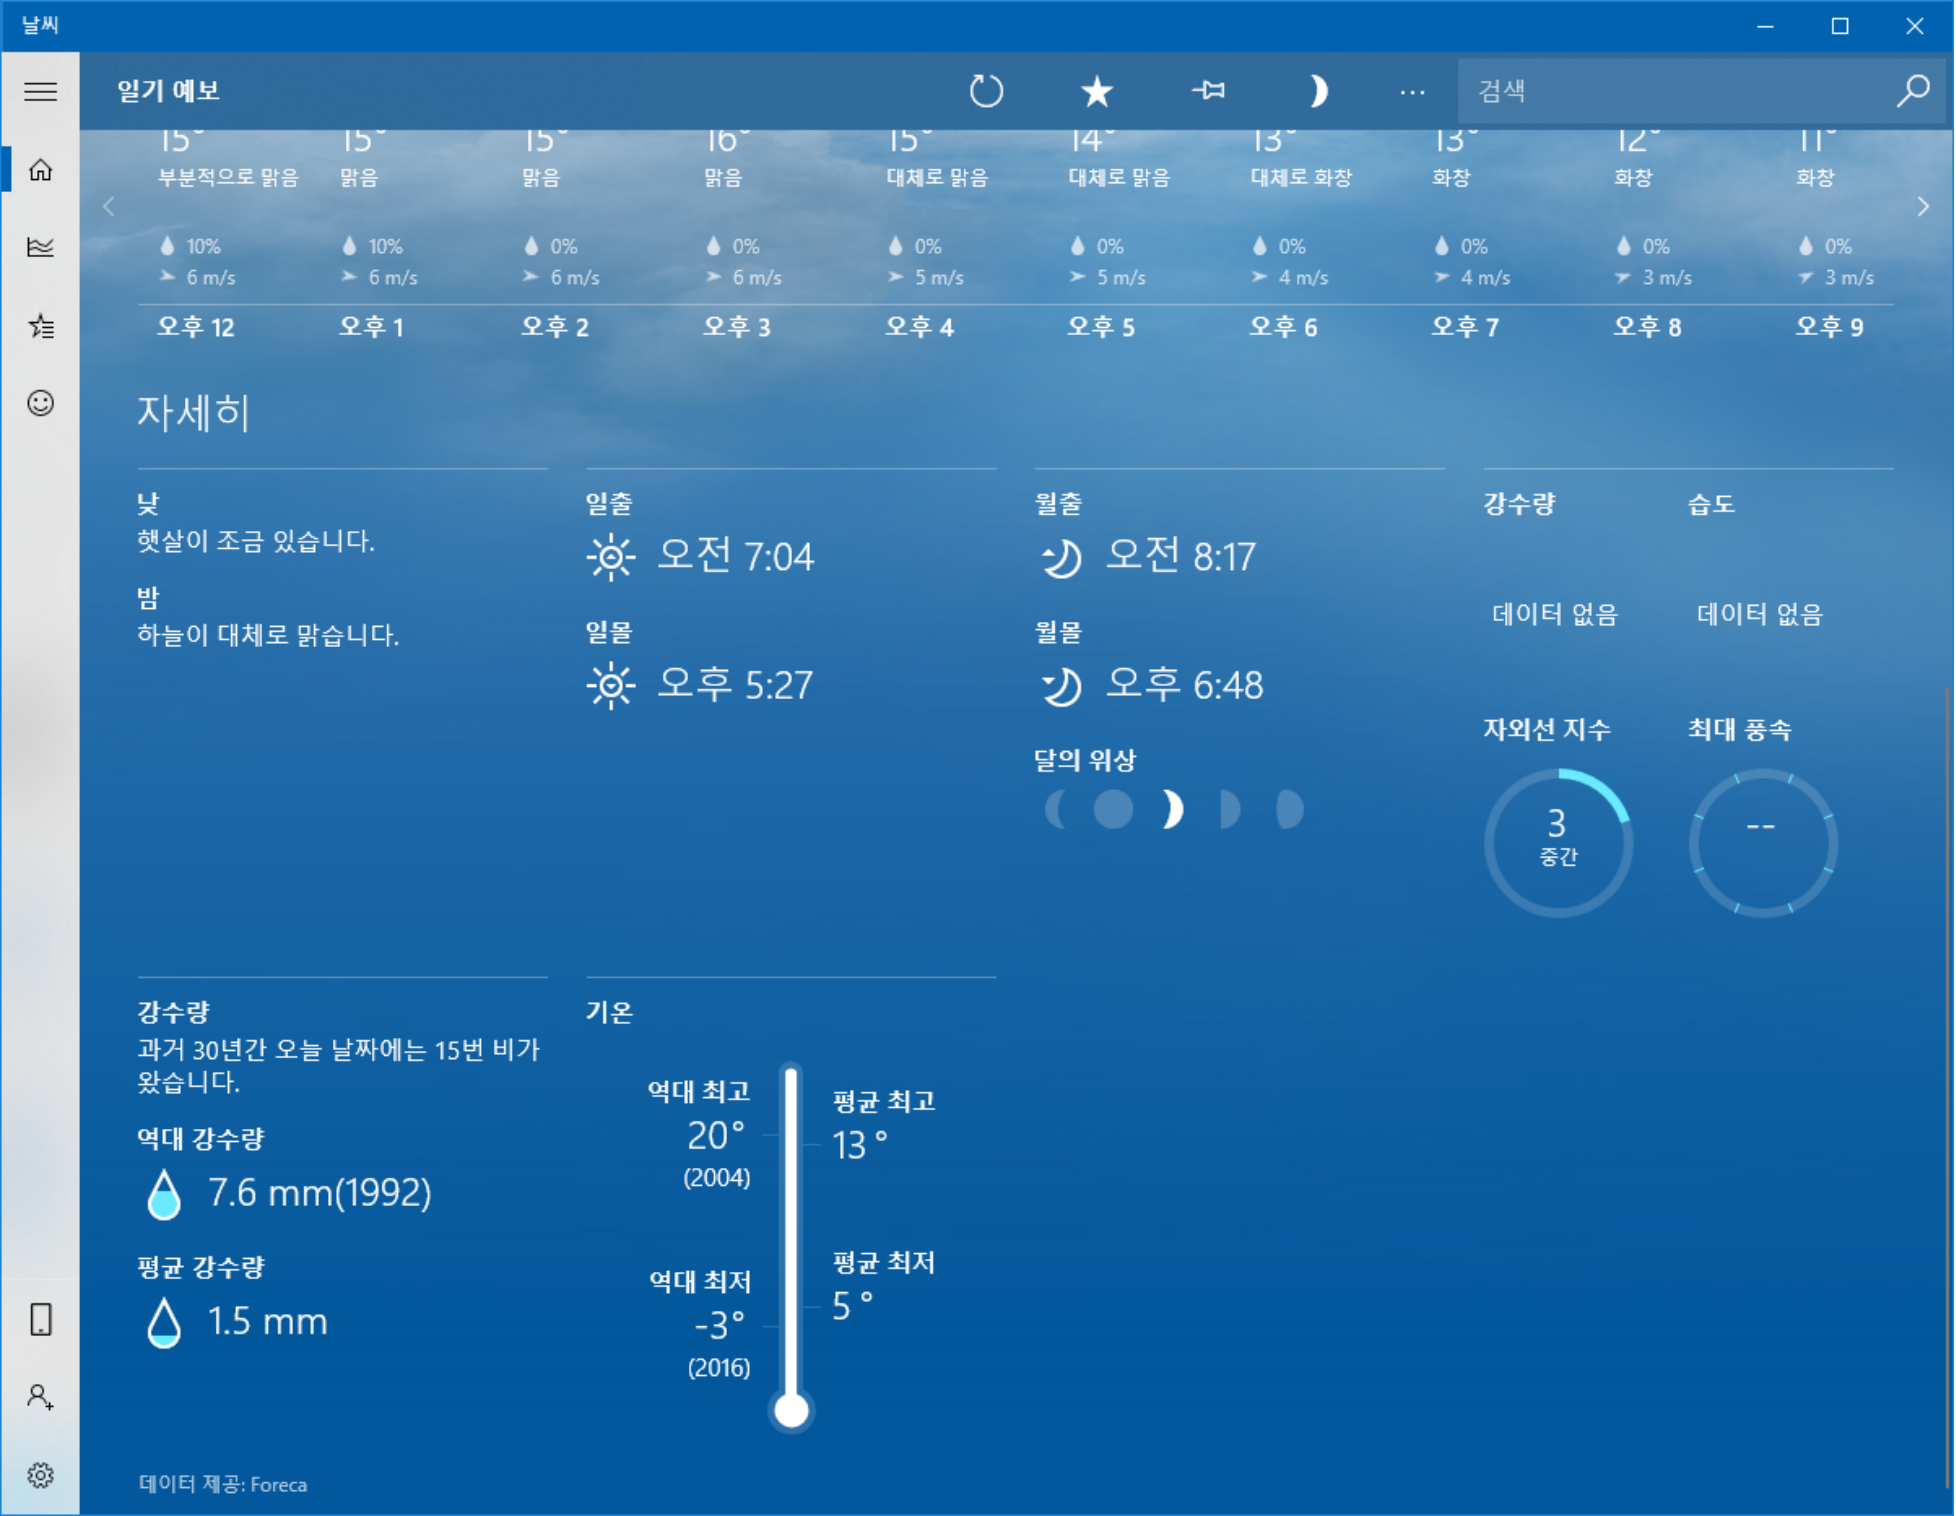 날씨
일기 예보
검색
15° 15° 15° 16° 15° 14° 13° 13° 12° 11°
부분적으로 맑음 맑음 맑음 맑음 대체로 맑음 대체로 맑음 대체로 화창 화창 화창 화창
10% 10% 0% 0% 0% 0% 0% 0% 0% 0%
6 m/s 6 m/s 6 m/s 6 m/s 5 m/s 5 m/s 4 m/s 4 m/s 3 m/s 3 m/s
오후 12 오후 1 오후 2 오후 3 오후 4 오후 5 오후 6 오후 7 오후 8 오후 9
자세히
낮
햇살이 조금 있습니다.
밤
하늘이 대체로 맑습니다.
일출
오전 7:04
일몰
오후 5:27
월출
오전 8:17
월몰
오후 6:48
달의 위상
강수량
데이터 없음
습도
데이터 없음
자외선 지수
3
중간
최대 풍속
--
강수량
과거 30년간 오늘 날짜에는 15번 비가
왔습니다.
역대 강수량
7.6 mm(1992)
평균 강수량
1.5 mm
기온
역대 최고
20°
(2004)
평균 최고
13 °
역대 최저
-3°
(2016)
평균 최저
5 °
데이터 제공: Foreca